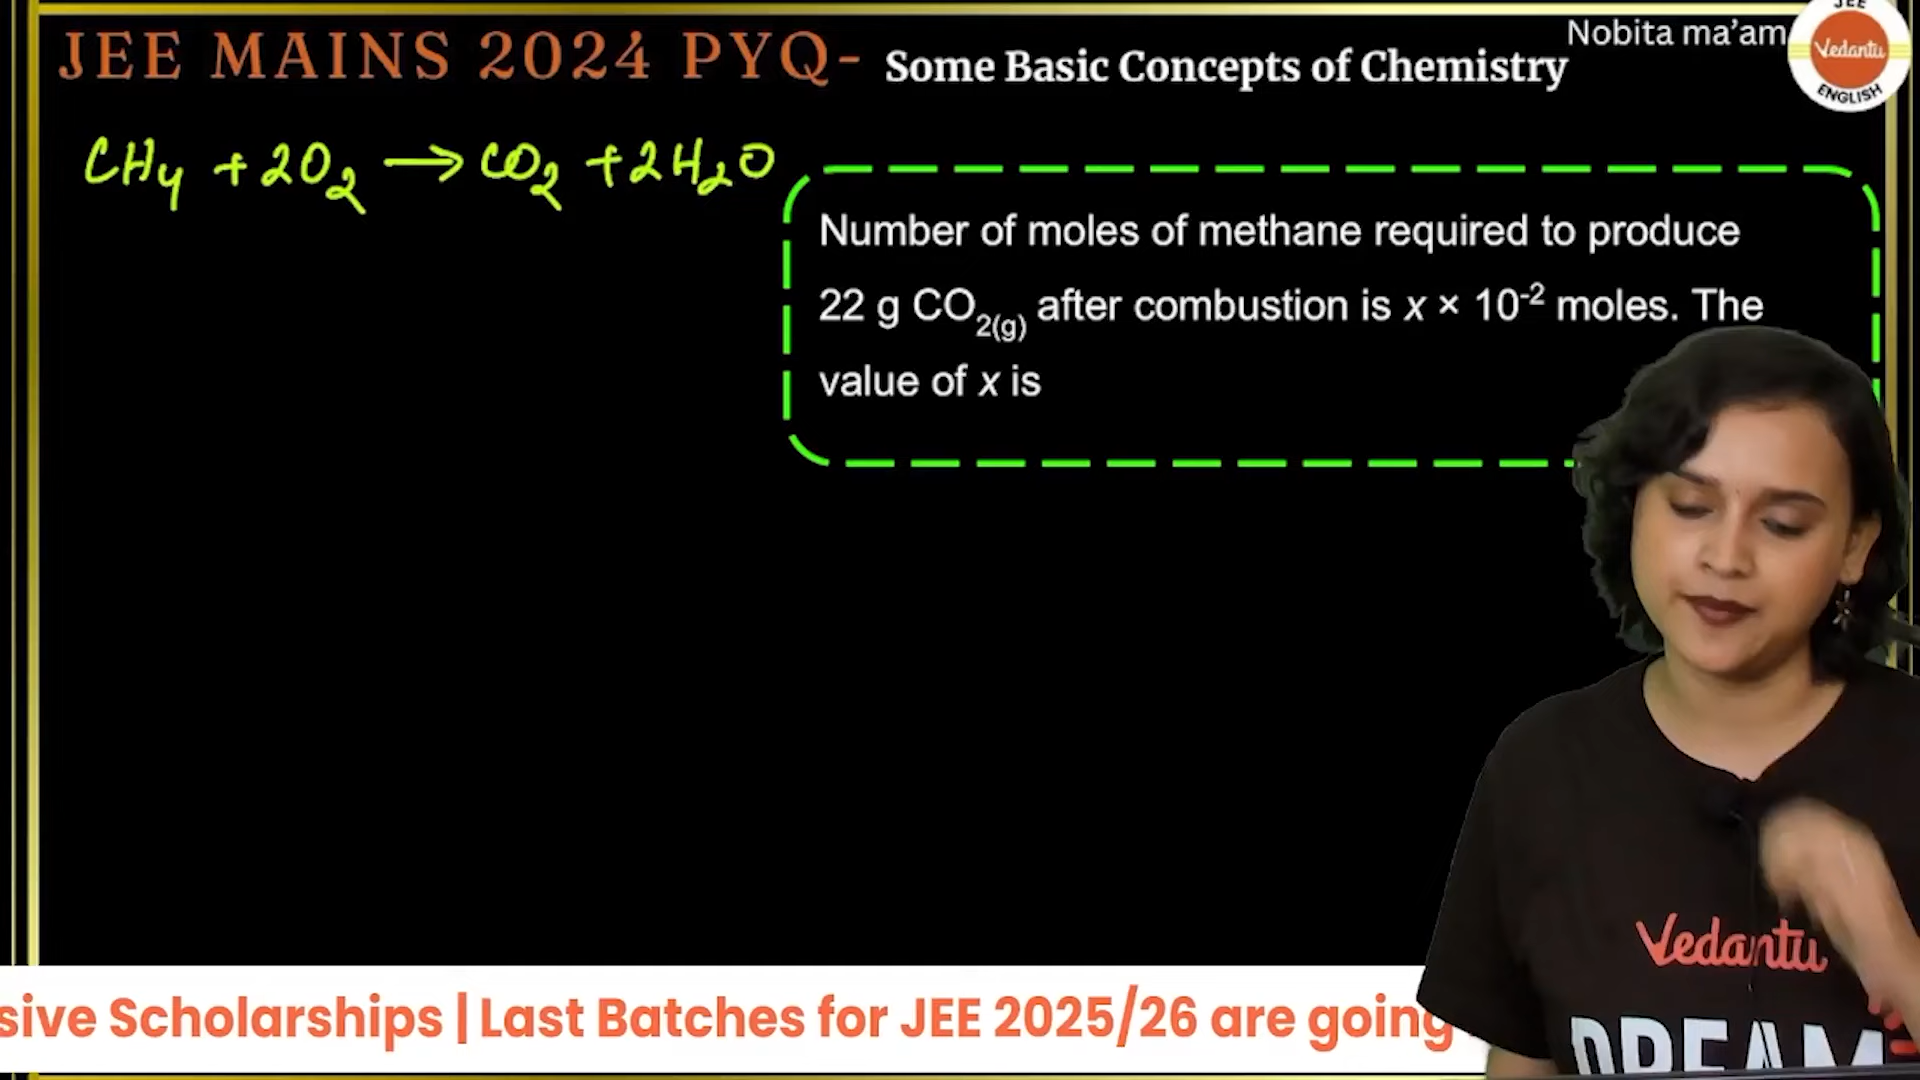 JEE MAINS 2024 PYQ- Some Basic Concepts of Chemistry
Nobita ma’am
JEE
Vedantu
ENGLISH
CH4 + 2O2 → CO2 + 2H2O
Number of moles of methane required to produce
22 g CO2(g) after combustion is x × 10-2 moles. The
value of x is
Vedantu
DREAM
sive Scholarships | Last Batches for JEE 2025/26 are going